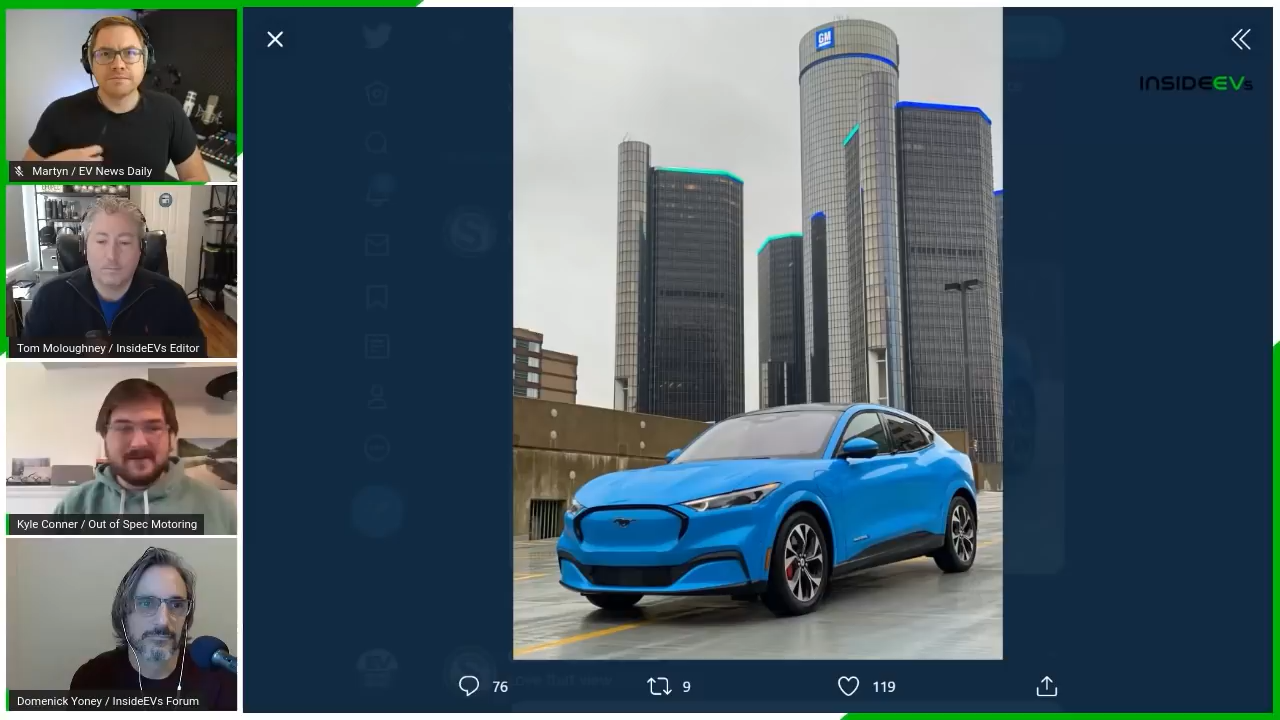 Martyn / EV News Daily
Tom Moloughney / InsideEVs Editor
Kyle Conner / Out of Spec Motoring
Domenick Yoney / InsideEVs Forum
GM
INSIDEEVs
76
9
119